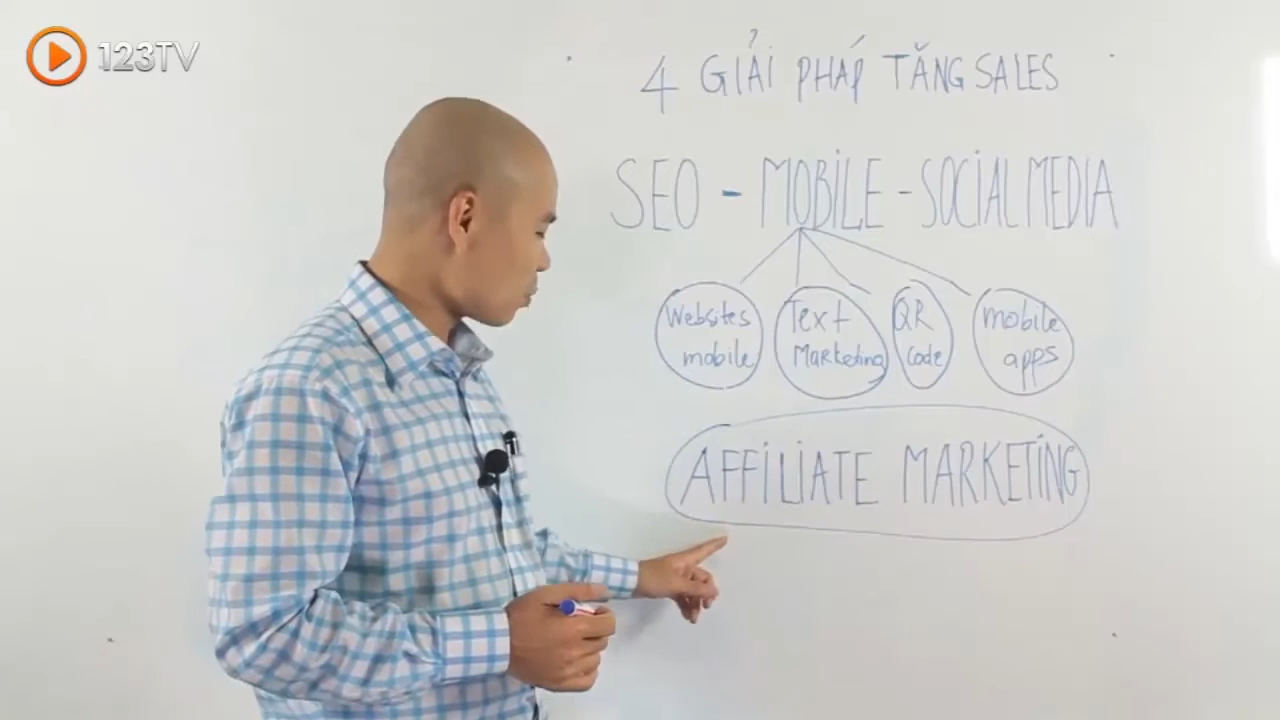 123TV
4 GIẢI PHÁP TĂNG SALES
SEO - MOBILE - SOCIAL MEDIA
Websites mobile
Text MARKeting
QR Code
mobile apps
AFFILIATE MARKETING